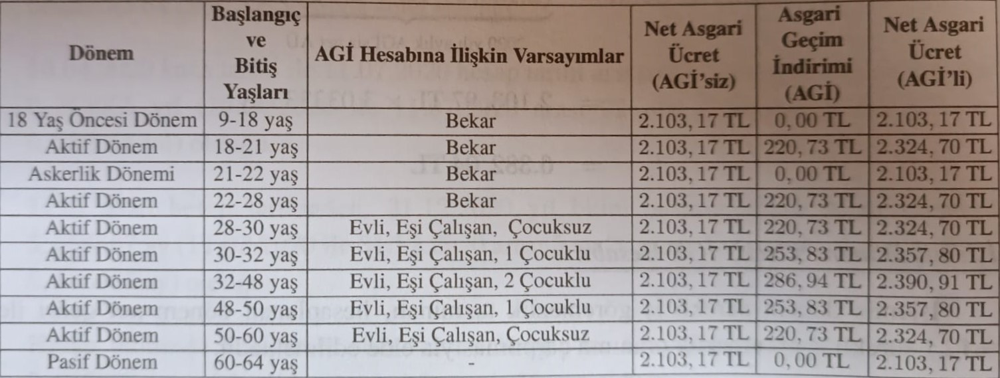 Dönem
Başlangıç
ve
Bitiş
Yaşları
AGİ Hesabına İlişkin Varsayımlar
Net Asgari
Ücret
(AGİ'siz)
Asgari
Geçim
İndirimi
(AGİ)
Net Asgari
Ücret
(AGİ'li)
18 Yaş Öncesi Dönem 9-18 yaş Bekar 2.103, 17 TL 0, 00 TL 2.103, 17 TL
Aktif Dönem 18-21 yaş Bekar 2.103, 17 TL 220, 73 TL 2.324, 70 TL
Askerlik Dönemi 21-22 yaş Bekar 2.103, 17 TL 0, 00 TL 2.103, 17 TL
Aktif Dönem 22-28 yaş Bekar 2.103, 17 TL 220, 73 TL 2.324, 70 TL
Aktif Dönem 28-30 yaş Evli, Eşi Çalışan, Çocuksuz 2.103, 17 TL 220, 73 TL 2.324, 70 TL
Aktif Dönem 30-32 yaş Evli, Eşi Çalışan, 1 Çocuklu 2.103, 17 TL 253, 83 TL 2.357, 80 TL
Aktif Dönem 32-48 yaş Evli, Eşi Çalışan, 2 Çocuklu 2.103, 17 TL 286, 94 TL 2.390, 91 TL
Aktif Dönem 48-50 yaş Evli, Eşi Çalışan, 1 Çocuklu 2.103, 17 TL 253, 83 TL 2.357, 80 TL
Aktif Dönem 50-60 yaş Evli, Eşi Çalışan, Çocuksuz 2.103, 17 TL 220, 73 TL 2.324, 70 TL
Pasif Dönem 60-64 yaş - 2.103, 17 TL 0, 00 TL 2.103, 17 TL